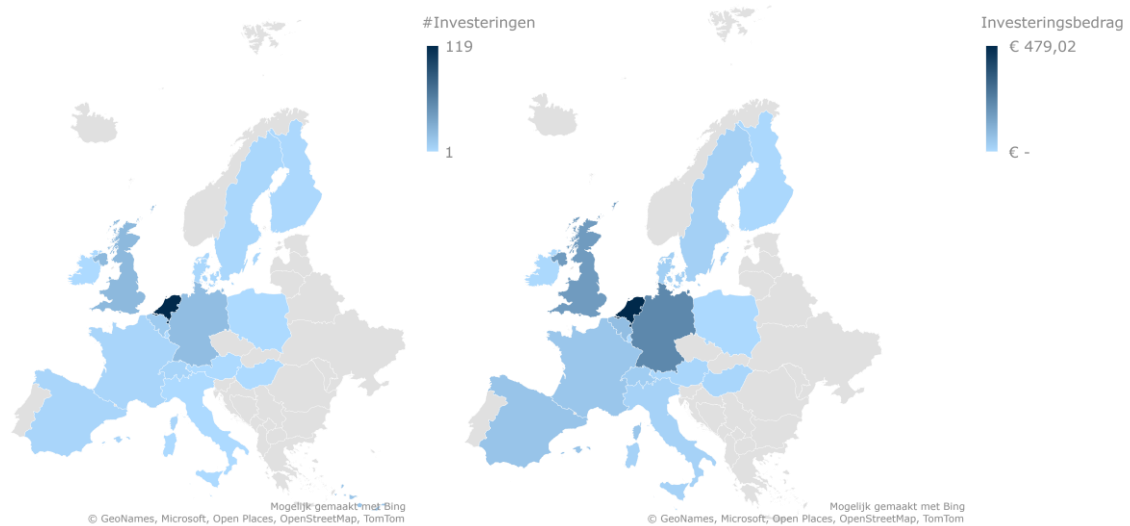 #Investeringen
119
1
Mogelijk gemaakt met Bing
© GeoNames, Microsoft, Open Places, OpenStreetMap, TomTom
Investeringsbedrag
€ 479,02
€ -
Mogelijk gemaakt met Bing
© GeoNames, Microsoft, Open Places, OpenStreetMap, TomTom